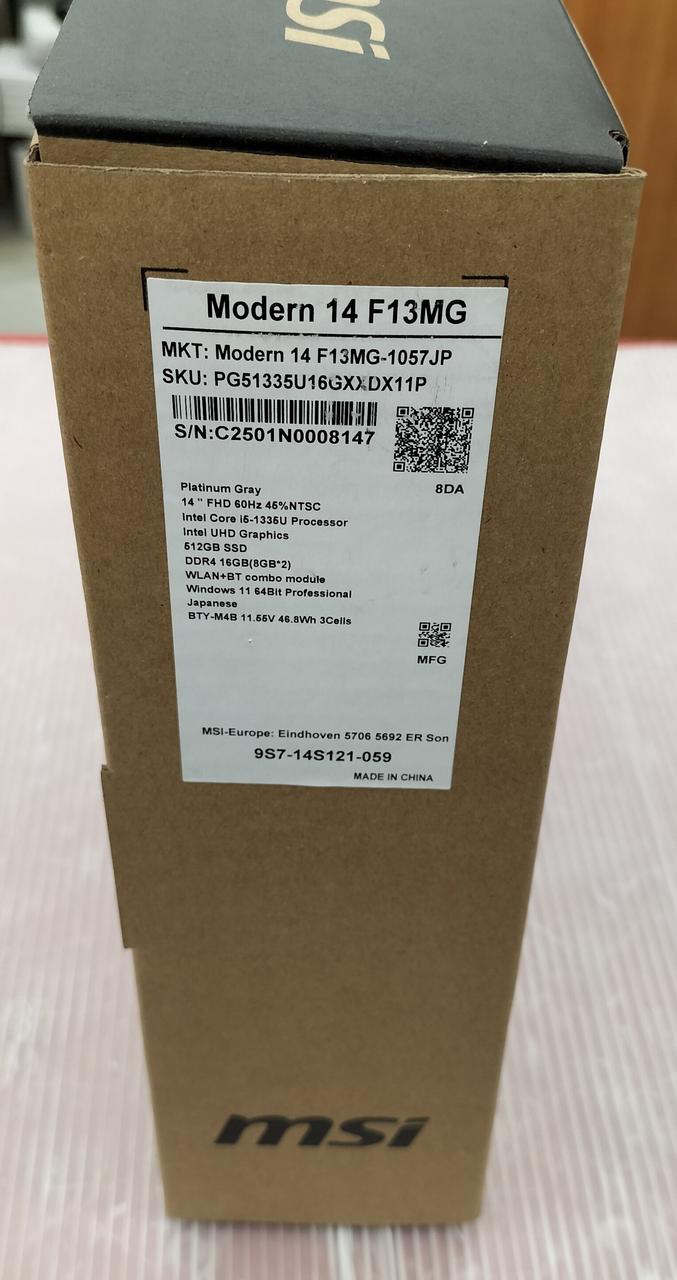 msi
Modern 14 F13MG
MKT: Modern 14 F13MG-1057JP
SKU: PG51335U16GXXDX11P
S/N:C2501N0008147
8DA
Platinum Gray
14 " FHD 60Hz 45%NTSC
Intel Core i5-1335U Processor
Intel UHD Graphics
512GB SSD
DDR4 16GB(8GB*2)
WLAN+BT combo module
Windows 11 64Bit Professional
Japanese
BTY-M4B 11.55V 46.8Wh 3Cells
MFG
MSI-Europe: Eindhoven 5706 5692 ER Son
9S7-14S121-059
MADE IN CHINA
msi